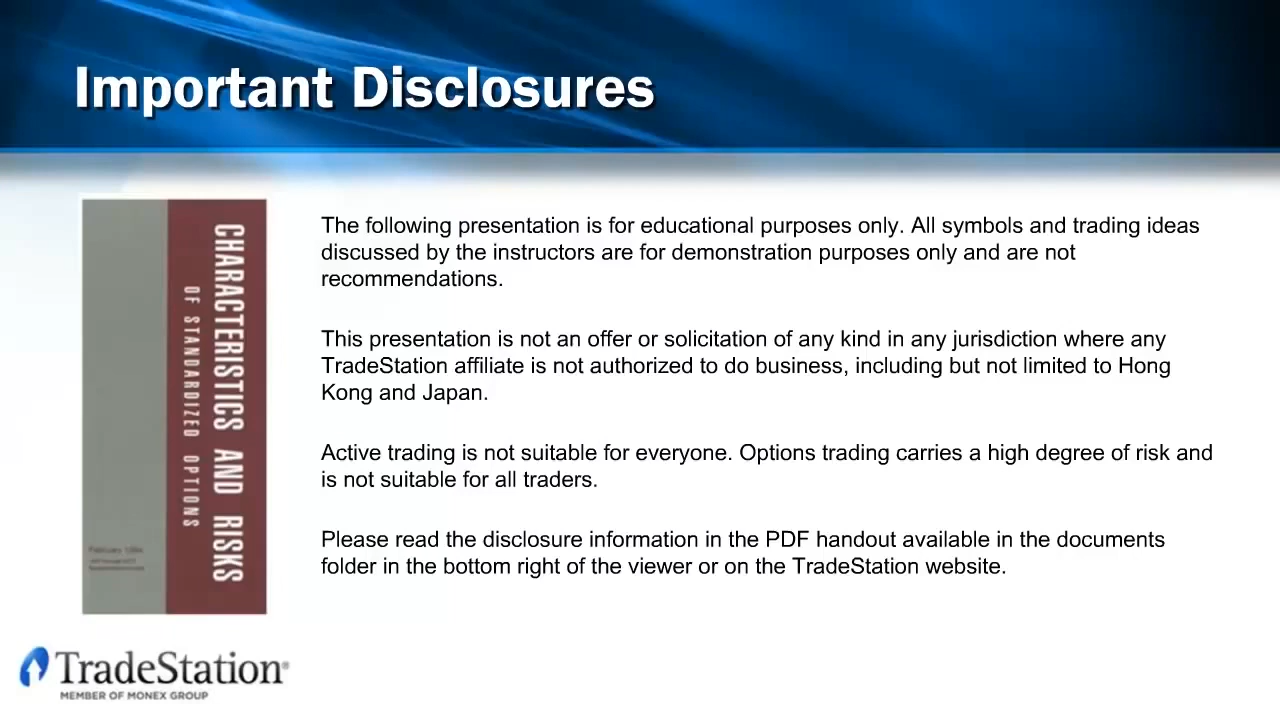 Important Disclosures
CHARACTERISTICS AND RISKS
OF STANDARDIZED OPTIONS
February 1994
The following presentation is for educational purposes only. All symbols and trading ideas
discussed by the instructors are for demonstration purposes only and are not
recommendations.
This presentation is not an offer or solicitation of any kind in any jurisdiction where any
TradeStation affiliate is not authorized to do business, including but not limited to Hong
Kong and Japan.
Active trading is not suitable for everyone. Options trading carries a high degree of risk and
is not suitable for all traders.
Please read the disclosure information in the PDF handout available in the documents
folder in the bottom right of the viewer or on the TradeStation website.
TradeStation®
MEMBER OF MONEX GROUP